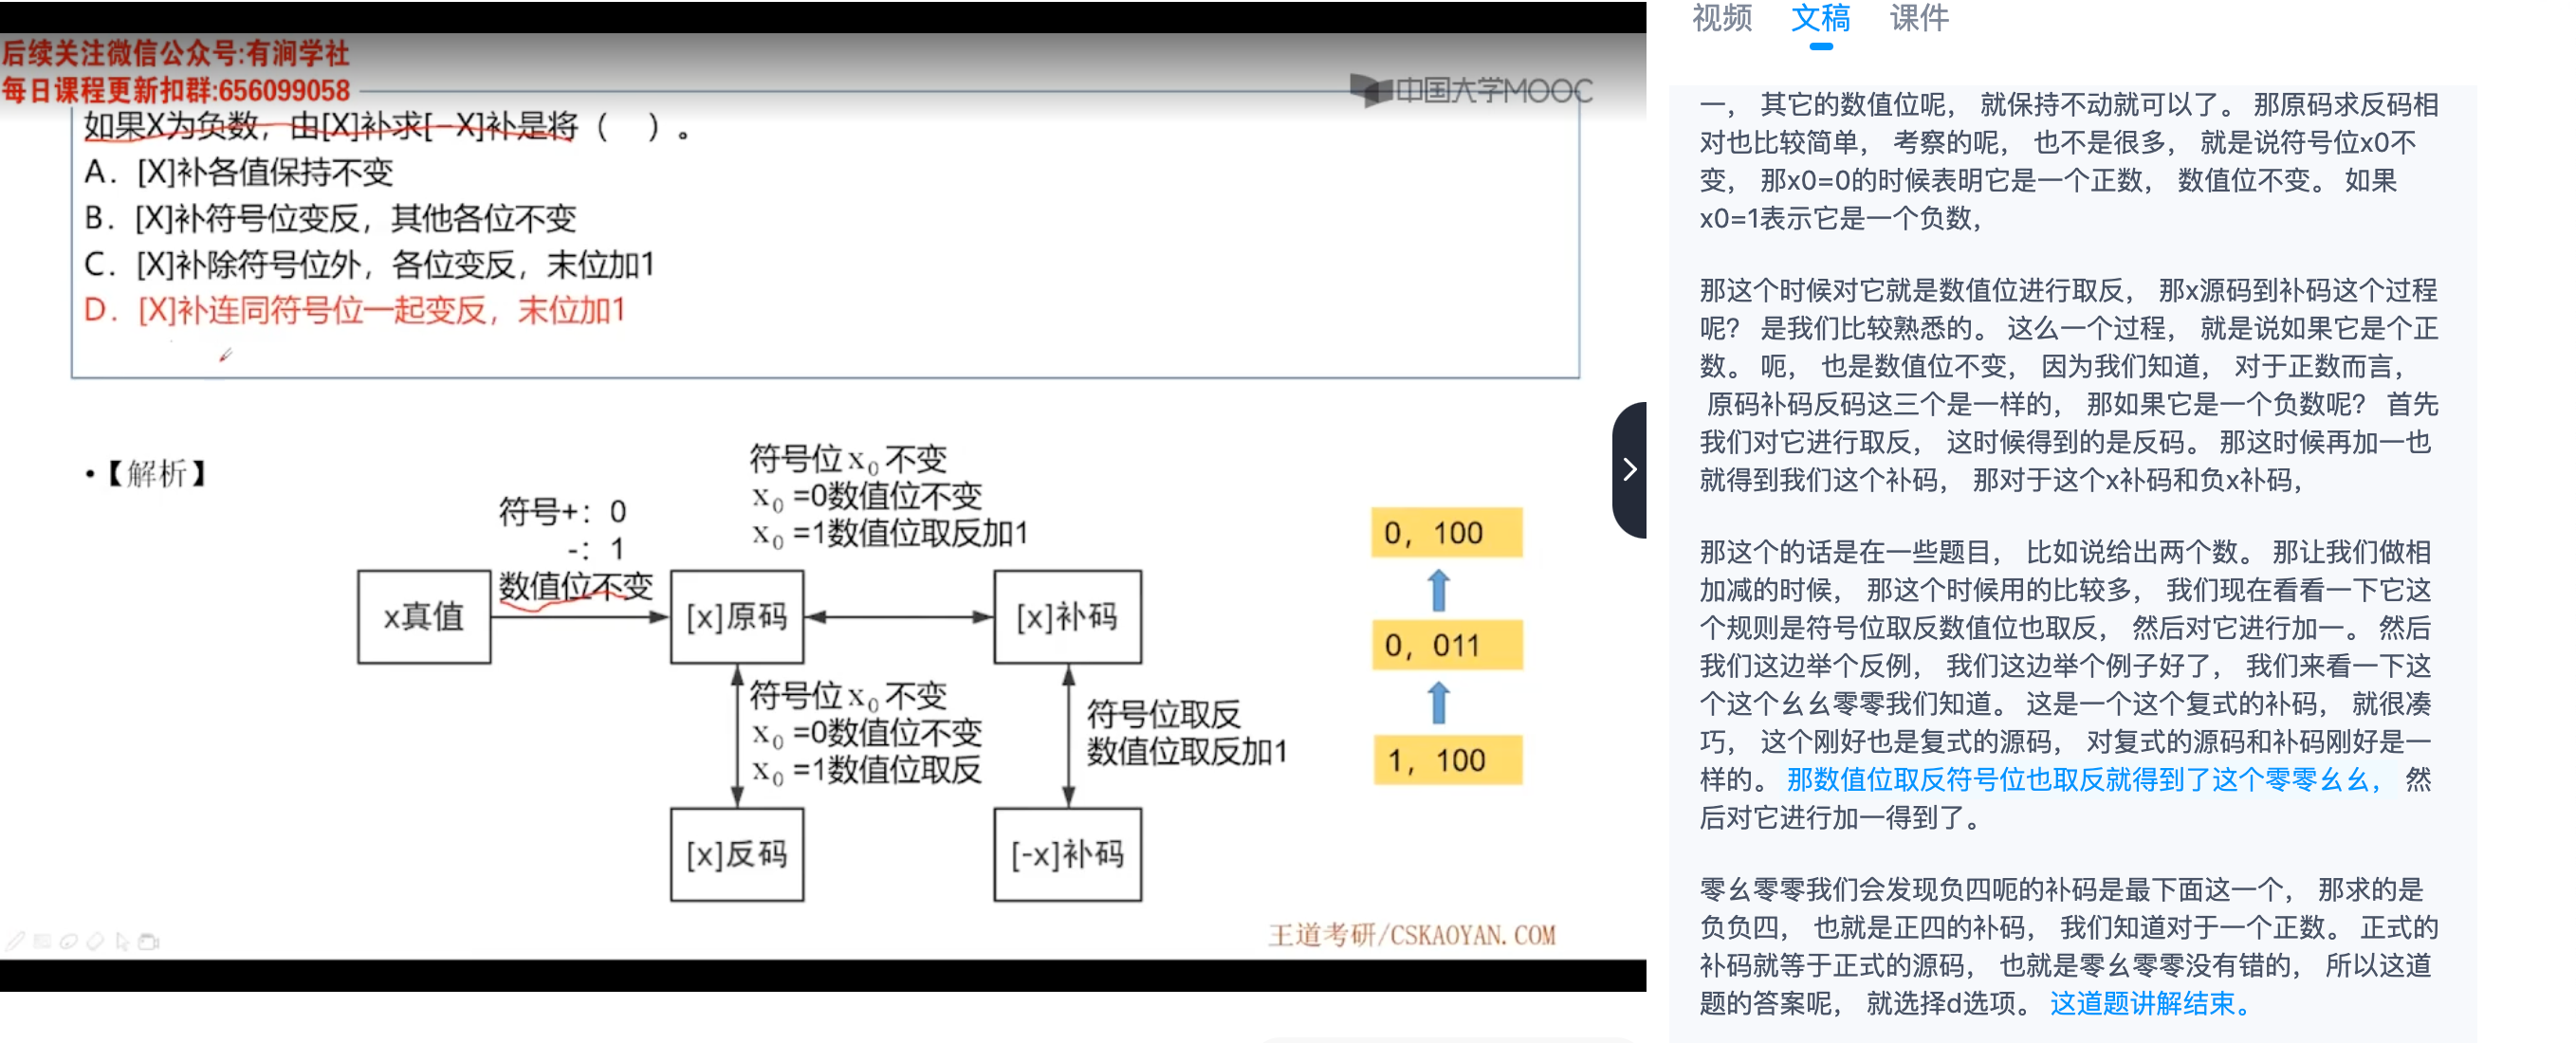 后续关注微信公众号:有涧学社
每日课程更新扣群:656099058
中国大学MOOC
如果X为负数，由[X]补求[-X]补是将（　）。
A．[X]补各值保持不变
B．[X]补符号位变反，其他各位不变
C．[X]补除符号位外，各位变反，末位加1
D．[X]补连同符号位一起变反，末位加1
•【解析】
符号+：0
-：1
数值位不变
符号位x0不变
x0=0数值位不变
x0=1数值位取反加1
x真值
[x]原码
[x]补码
符号位x0不变
x0=0数值位不变
x0=1数值位取反
符号位取反
数值位取反加1
[x]反码
[-x]补码
0，100
0，011
1，100
王道考研/CSKAOYAN.COM
视频 文稿 课件
一， 其它的数值位呢， 就保持不动就可以了。 那原码求反码相
对也比较简单， 考察的呢， 也不是很多， 就是说符号位x0不
变， 那x0=0的时候表明它是一个正数， 数值位不变。 如果
x0=1表示它是一个负数，
那这个时候对它就是数值位进行取反， 那x源码到补码这个过程
呢？ 是我们比较熟悉的。 这么一个过程， 就是说如果它是个正
数。 呃， 也是数值位不变， 因为我们知道， 对于正数而言，
原码补码反码这三个是一样的， 那如果它是一个负数呢？ 首先
我们对它进行取反， 这时候得到的是反码。 那这时候再加一也
就得到我们这个补码， 那对于这个x补码和负x补码，
那这个的话是在一些题目， 比如说给出两个数。 那让我们做相
加减的时候， 那这个时候用的比较多， 我们现在看看一下它这
个规则是符号位取反数值位也取反， 然后对它进行加一。 然后
我们这边举个反例， 我们这边举个例子好了， 我们来看一下这
个这个幺幺零零我们知道。 这是一个这个复式的补码， 就很凑
巧， 这个刚好也是复式的源码， 对复式的源码和补码刚好是一
样的。 那数值位取反符号位也取反就得到了这个零零幺幺， 然
后对它进行加一得到了。
零幺零零我们会发现负四呃的补码是最下面这一个， 那求的是
负负四， 也就是正四的补码， 我们知道对于一个正数。 正式的
补码就等于正式的源码， 也就是零幺零零没有错的， 所以这道
题的答案呢， 就选择d选项。 这道题讲解结束。